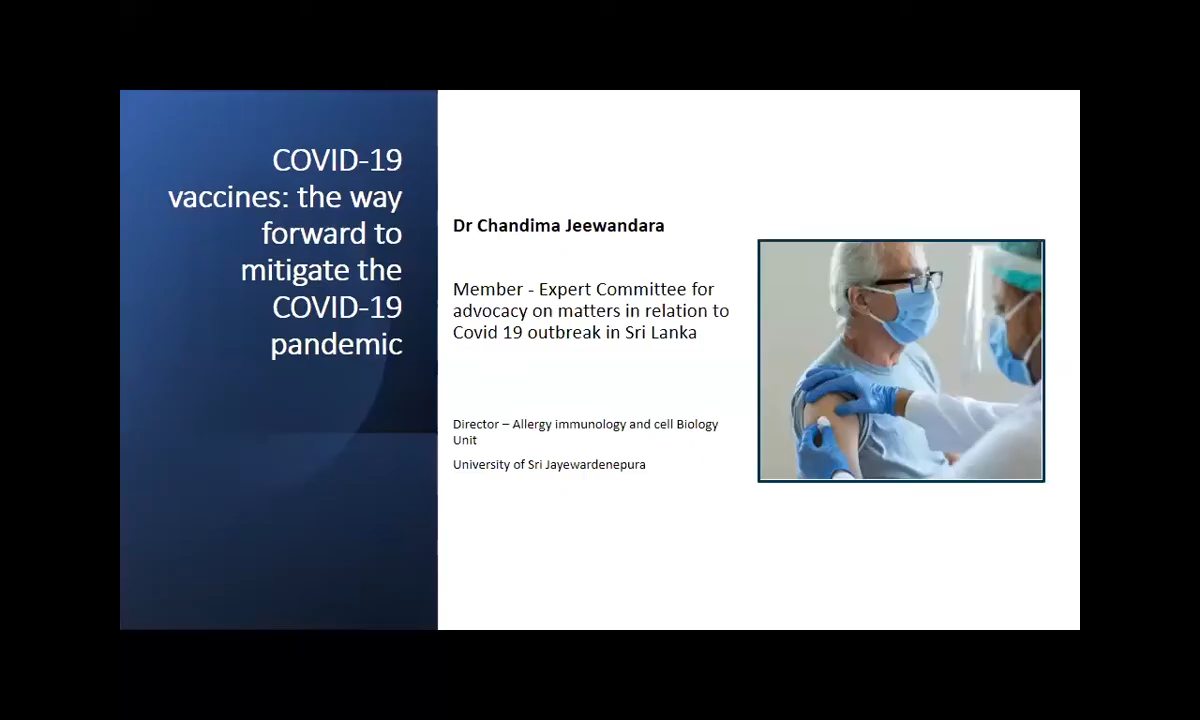 COVID-19
vaccines: the way
forward to
mitigate the
COVID-19
pandemic
Dr Chandima Jeewandara
Member - Expert Committee for
advocacy on matters in relation to
Covid 19 outbreak in Sri Lanka
Director – Allergy immunology and cell Biology
Unit
University of Sri Jayewardenepura